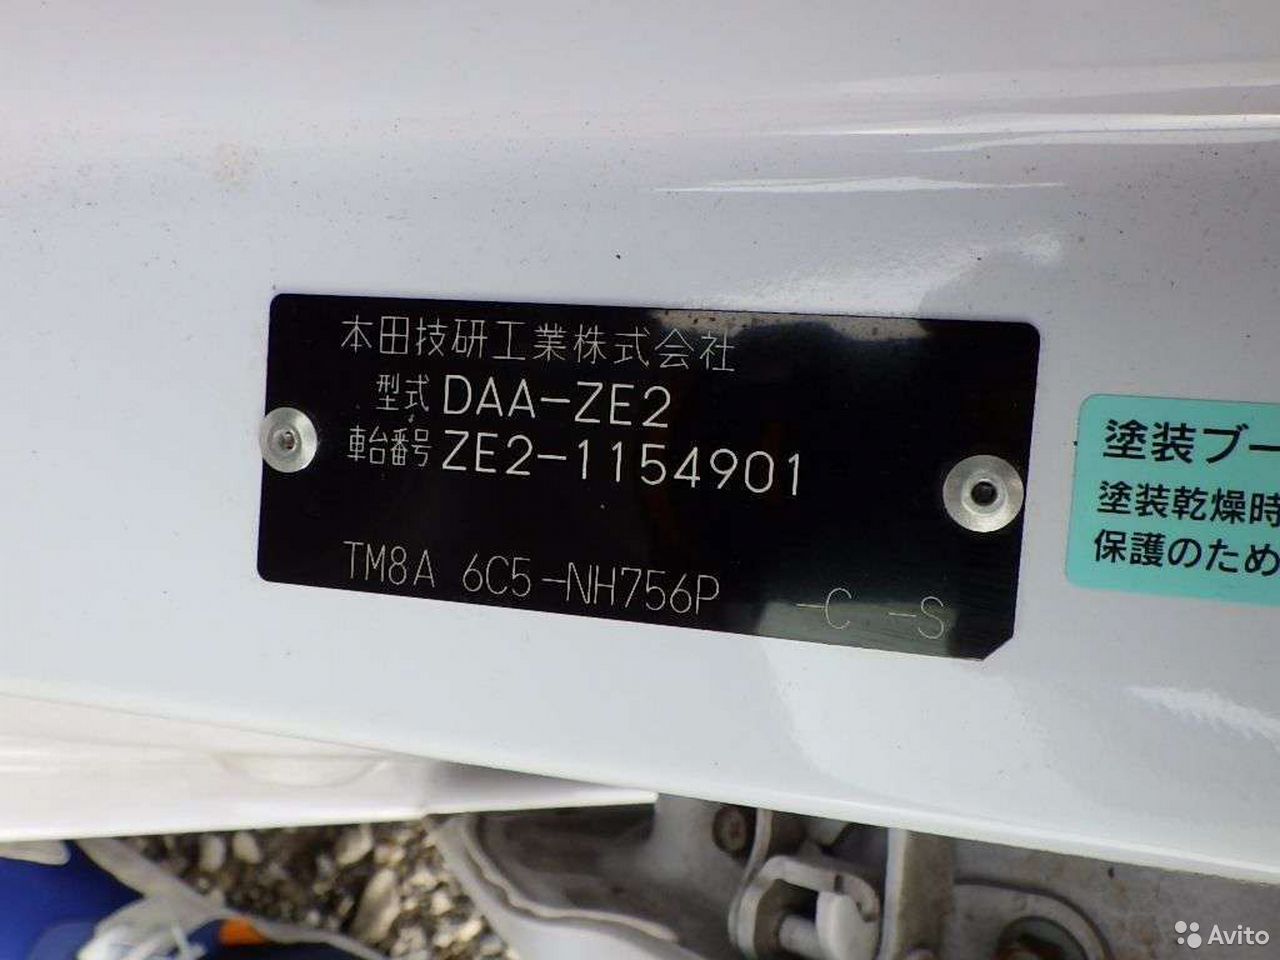 本田技研工業株式会社
型式 DAA-ZE2
車台番号 ZE2-1154901
TM8A 6C5-NH756P -C -S
塗装ブー
塗装乾燥時
保護のため
Avito